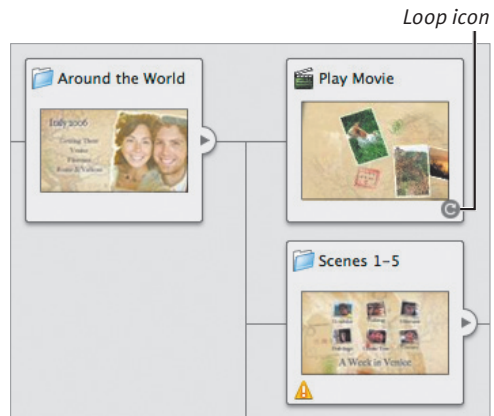 Loop icon
Around the World
Italy 2006
Getting There
Venice
Florence
Rome & Vatican
Play Movie
Scenes 1–5
A Week in Venice